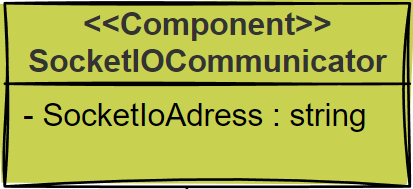 <<Component>>
SocketIOCommunicator
- SocketIoAdress : string